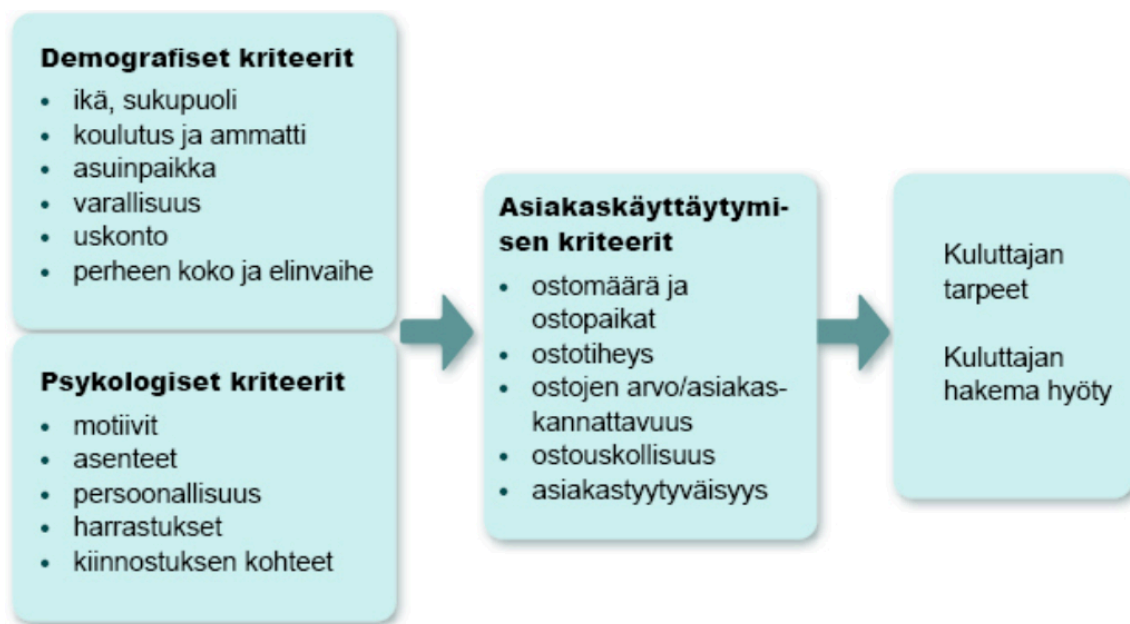 Demografiset kriteerit
• ikä, sukupuoli
• koulutus ja ammatti
• asuinpaikka
• varallisuus
• uskonto
• perheen koko ja elinvaihe
Psykologiset kriteerit
• motiivit
• asenteet
• persoonallisuus
• harrastukset
• kiinnostuksen kohteet
Asiakaskäyttäytymi-
sen kriteerit
• ostomäärä ja
ostopaikat
• ostotiheys
• ostojen arvo/asiakas-
kannattavuus
• ostouskollisuus
• asiakastyytyväisyys
Kuluttajan
tarpeet
Kuluttajan
hakema hyöty